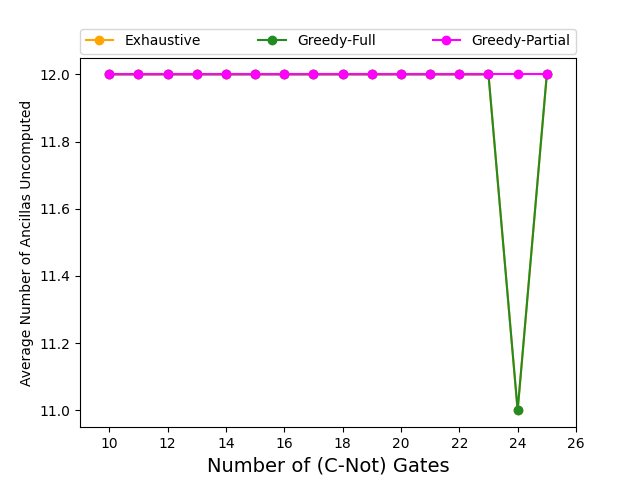 Exhaustive Greedy-Full Greedy-Partial
12.0
11.8
11.6
11.4
11.2
11.0
Average Number of Ancillas Uncomputed
10 12 14 16 18 20 22 24 26
Number of (C-Not) Gates